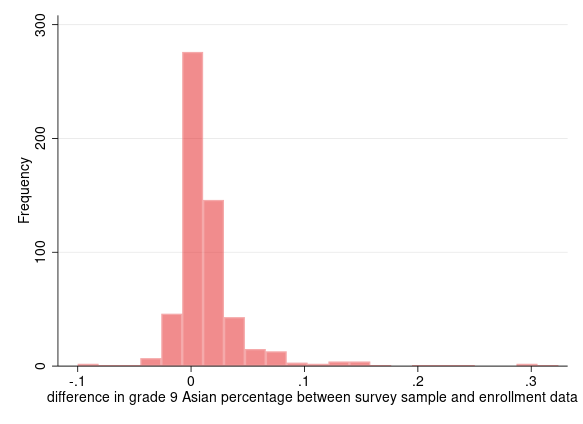 300
200
100
0
Frequency
-.1 0 .1 .2 .3
difference in grade 9 Asian percentage between survey sample and enrollment data